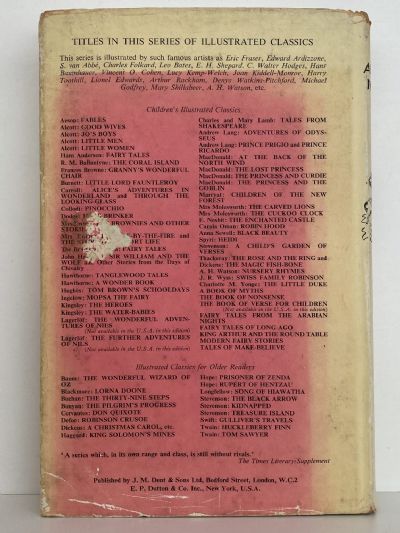 TITLES IN THIS SERIES OF ILLUSTRATED CLASSICS
This series is illustrated by such famous artists as Eric Fraser, Edward Ardizzone,
S. van Abbé, Charles Folkard, Leo Bates, E. H. Shepard, C. Walter Hodges, Hans
Baumhauer, Vincent O. Cohen, Lucy Kemp-Welch, Joan Kiddell-Monroe, Harry
Toothill, Lionel Edwards, Arthur Rackham, Denys Watkins-Pitchford, Michael
Godfrey, Mary Shillabeer, A. H. Watson, etc.
Children's Illustrated Classics
Aesop: FABLES
Alcott: GOOD WIVES
Alcott: JO'S BOYS
Alcott: LITTLE MEN
Alcott: LITTLE WOMEN
Hans Andersen: FAIRY TALES
R. M. Ballantyne: THE CORAL ISLAND
Frances Browne: GRANNY'S WONDERFUL
CHAIR
Burnett: LITTLE LORD FAUNTLEROY
Carroll: ALICE'S ADVENTURES IN
WONDERLAND and THROUGH THE
LOOKING-GLASS
Collodi: PINOCCHIO
BRINKER
BROWNIES AND OTHER
STORIES
-BY-THE-FIRE and
THE SHORT LIFE
FAIRY TALES
SIR WILLIAM AND THE
WOLF and Other Stories from the Days of
Chivalry
Hawthorne: TANGLEWOOD TALES
Hawthorne: A WONDER BOOK
Hughes: TOM BROWN'S SCHOOLDAYS
Ingelow: MOPSA THE FAIRY
Kingsley: THE HEROES
Kingsley: THE WATER-BABIES
Lagerlöf: THE WONDERFUL ADVEN-
TURES OF NILS
(Not available in the U.S.A. in this edition)
Lagerlöf: THE FURTHER ADVENTURES
OF NILS
(Not available in the U.S.A. in this edition)
Charles and Mary Lamb: TALES FROM
SHAKESPEARE
Andrew Lang: ADVENTURES OF ODYS-
SEUS
Andrew Lang: PRINCE PRIGIO AND PRINCE
RICARDO
MacDonald: AT THE BACK OF THE
NORTH WIND
MacDonald: THE LOST PRINCESS
MacDonald: THE PRINCESS AND CURDIE
MacDonald: THE PRINCESS AND THE
GOBLIN
Marryat: CHILDREN OF THE NEW
FOREST
Mrs Molesworth: THE CARVED LIONS
Mrs Molesworth: THE CUCKOO CLOCK
E. Nesbit: THE ENCHANTED CASTLE
Carola Oman: ROBIN HOOD
Anna Sewell: BLACK BEAUTY
Spyri: HEIDI
Stevenson: A CHILD'S GARDEN OF
VERSES
Thackeray: THE ROSE AND THE RING and
Dickens: THE MAGIC FISH-BONE
A. H. Watson: NURSERY RHYMES
J. R. Wyss: SWISS FAMILY ROBINSON
Charlotte M. Yonge: THE LITTLE DUKE
A BOOK OF MYTHS
THE BOOK OF NONSENSE
THE BOOK OF VERSE FOR CHILDREN
(Not available in the U.S.A. in this edition)
FAIRY TALES FROM THE ARABIAN
NIGHTS
FAIRY TALES OF LONG AGO
KING ARTHUR AND THE ROUND TABLE
MODERN FAIRY STORIES
TALES OF MAKE-BELIEVE
Illustrated Classics for Older Readers
Baum: THE WONDERFUL WIZARD OF
OZ
Blackmore: LORNA DOONE
Buchan: THE THIRTY-NINE STEPS
Bunyan: THE PILGRIM'S PROGRESS
Cervantes: DON QUIXOTE
Defoe: ROBINSON CRUSOE
Dickens: A CHRISTMAS CAROL, etc.
Haggard: KING SOLOMON'S MINES
Hope: PRISONER OF ZENDA
Hope: RUPERT OF HENTZAU
Longfellow: SONG OF HIAWATHA
Stevenson: THE BLACK ARROW
Stevenson: KIDNAPPED
Stevenson: TREASURE ISLAND
Swift: GULLIVER'S TRAVELS
Twain: HUCKLEBERRY FINN
Twain: TOM SAWYER
'A series which, in its own range and class, is still without rivals.'
The Times Literary Supplement
Published by J. M. Dent & Sons Ltd, Bedford Street, London, W.C.2
E. P. Dutton & Co. Inc., New York, U.S.A.